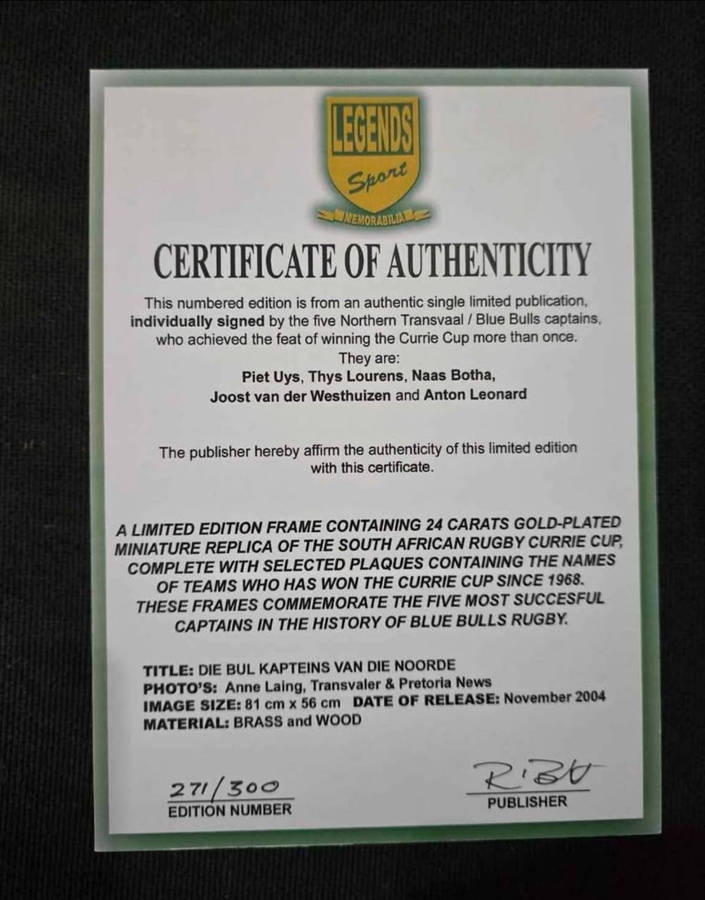 LEGENDS
Sport
MEMORABILIA
CERTIFICATE OF AUTHENTICITY
This numbered edition is from an authentic single limited publication,
individually signed by the five Northern Transvaal / Blue Bulls captains,
who achieved the feat of winning the Currie Cup more than once.
They are:
Piet Uys, Thys Lourens, Naas Botha,
Joost van der Westhuizen and Anton Leonard
The publisher hereby affirm the authenticity of this limited edition
with this certificate.
A LIMITED EDITION FRAME CONTAINING 24 CARATS GOLD-PLATED
MINIATURE REPLICA OF THE SOUTH AFRICAN RUGBY CURRIE CUP,
COMPLETE WITH SELECTED PLAQUES CONTAINING THE NAMES
OF TEAMS WHO HAS WON THE CURRIE CUP SINCE 1968.
THESE FRAMES COMMEMORATE THE FIVE MOST SUCCESFUL
CAPTAINS IN THE HISTORY OF BLUE BULLS RUGBY.
TITLE: DIE BUL KAPTEINS VAN DIE NOORDE
PHOTO'S: Anne Laing, Transvaler & Pretoria News
IMAGE SIZE: 81 cm x 56 cm DATE OF RELEASE: November 2004
MATERIAL: BRASS and WOOD
271/300
EDITION NUMBER
PUBLISHER